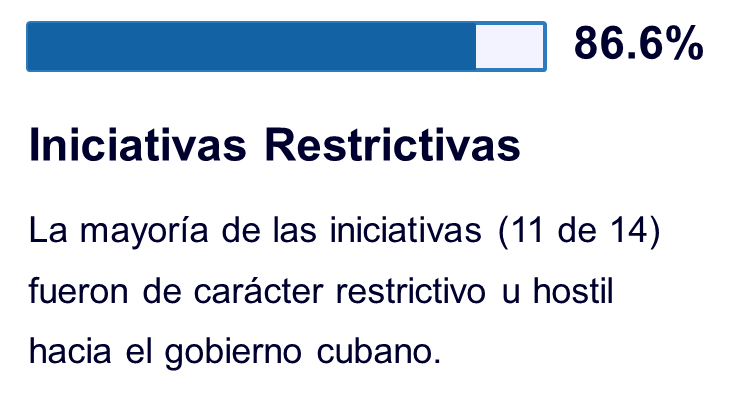 86.6%
Iniciativas Restrictivas
La mayoría de las iniciativas (11 de 14)
fueron de carácter restrictivo u hostil
hacia el gobierno cubano.